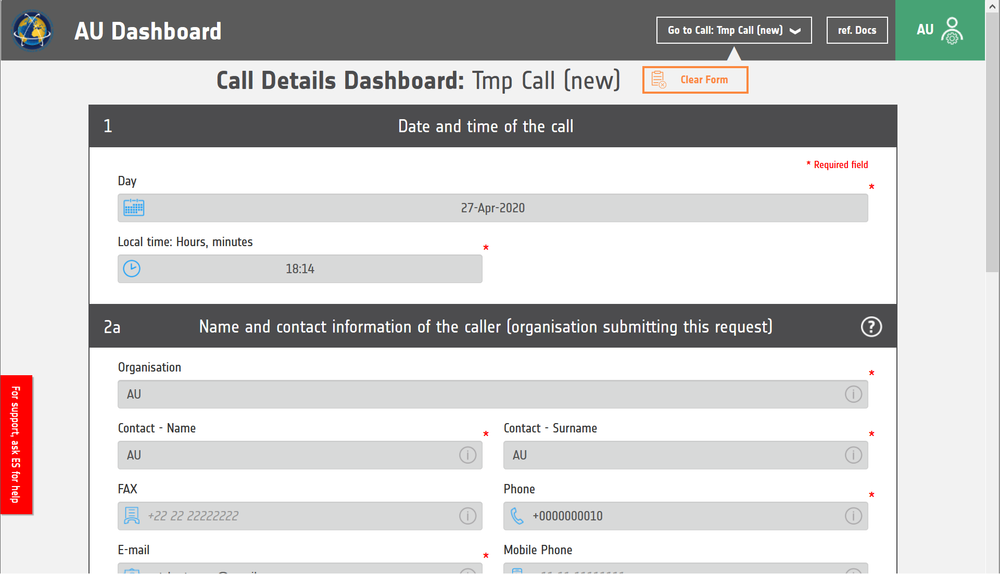 AU Dashboard
Go to Call: Tmp Call (new)
ref. Docs
AU
Call Details Dashboard: Tmp Call (new)
Clear Form
1
Date and time of the call
* Required field
Day
*
27-Apr-2020
Local time: Hours, minutes
*
18:14
2a
Name and contact information of the caller (organisation submitting this request)
?
Organisation
*
AU
Contact - Name
*
Contact - Surname
*
AU
AU
FAX
Phone
*
+22 22 22222222
+0000000010
E-mail
*
Mobile Phone
For support, ask ES for help